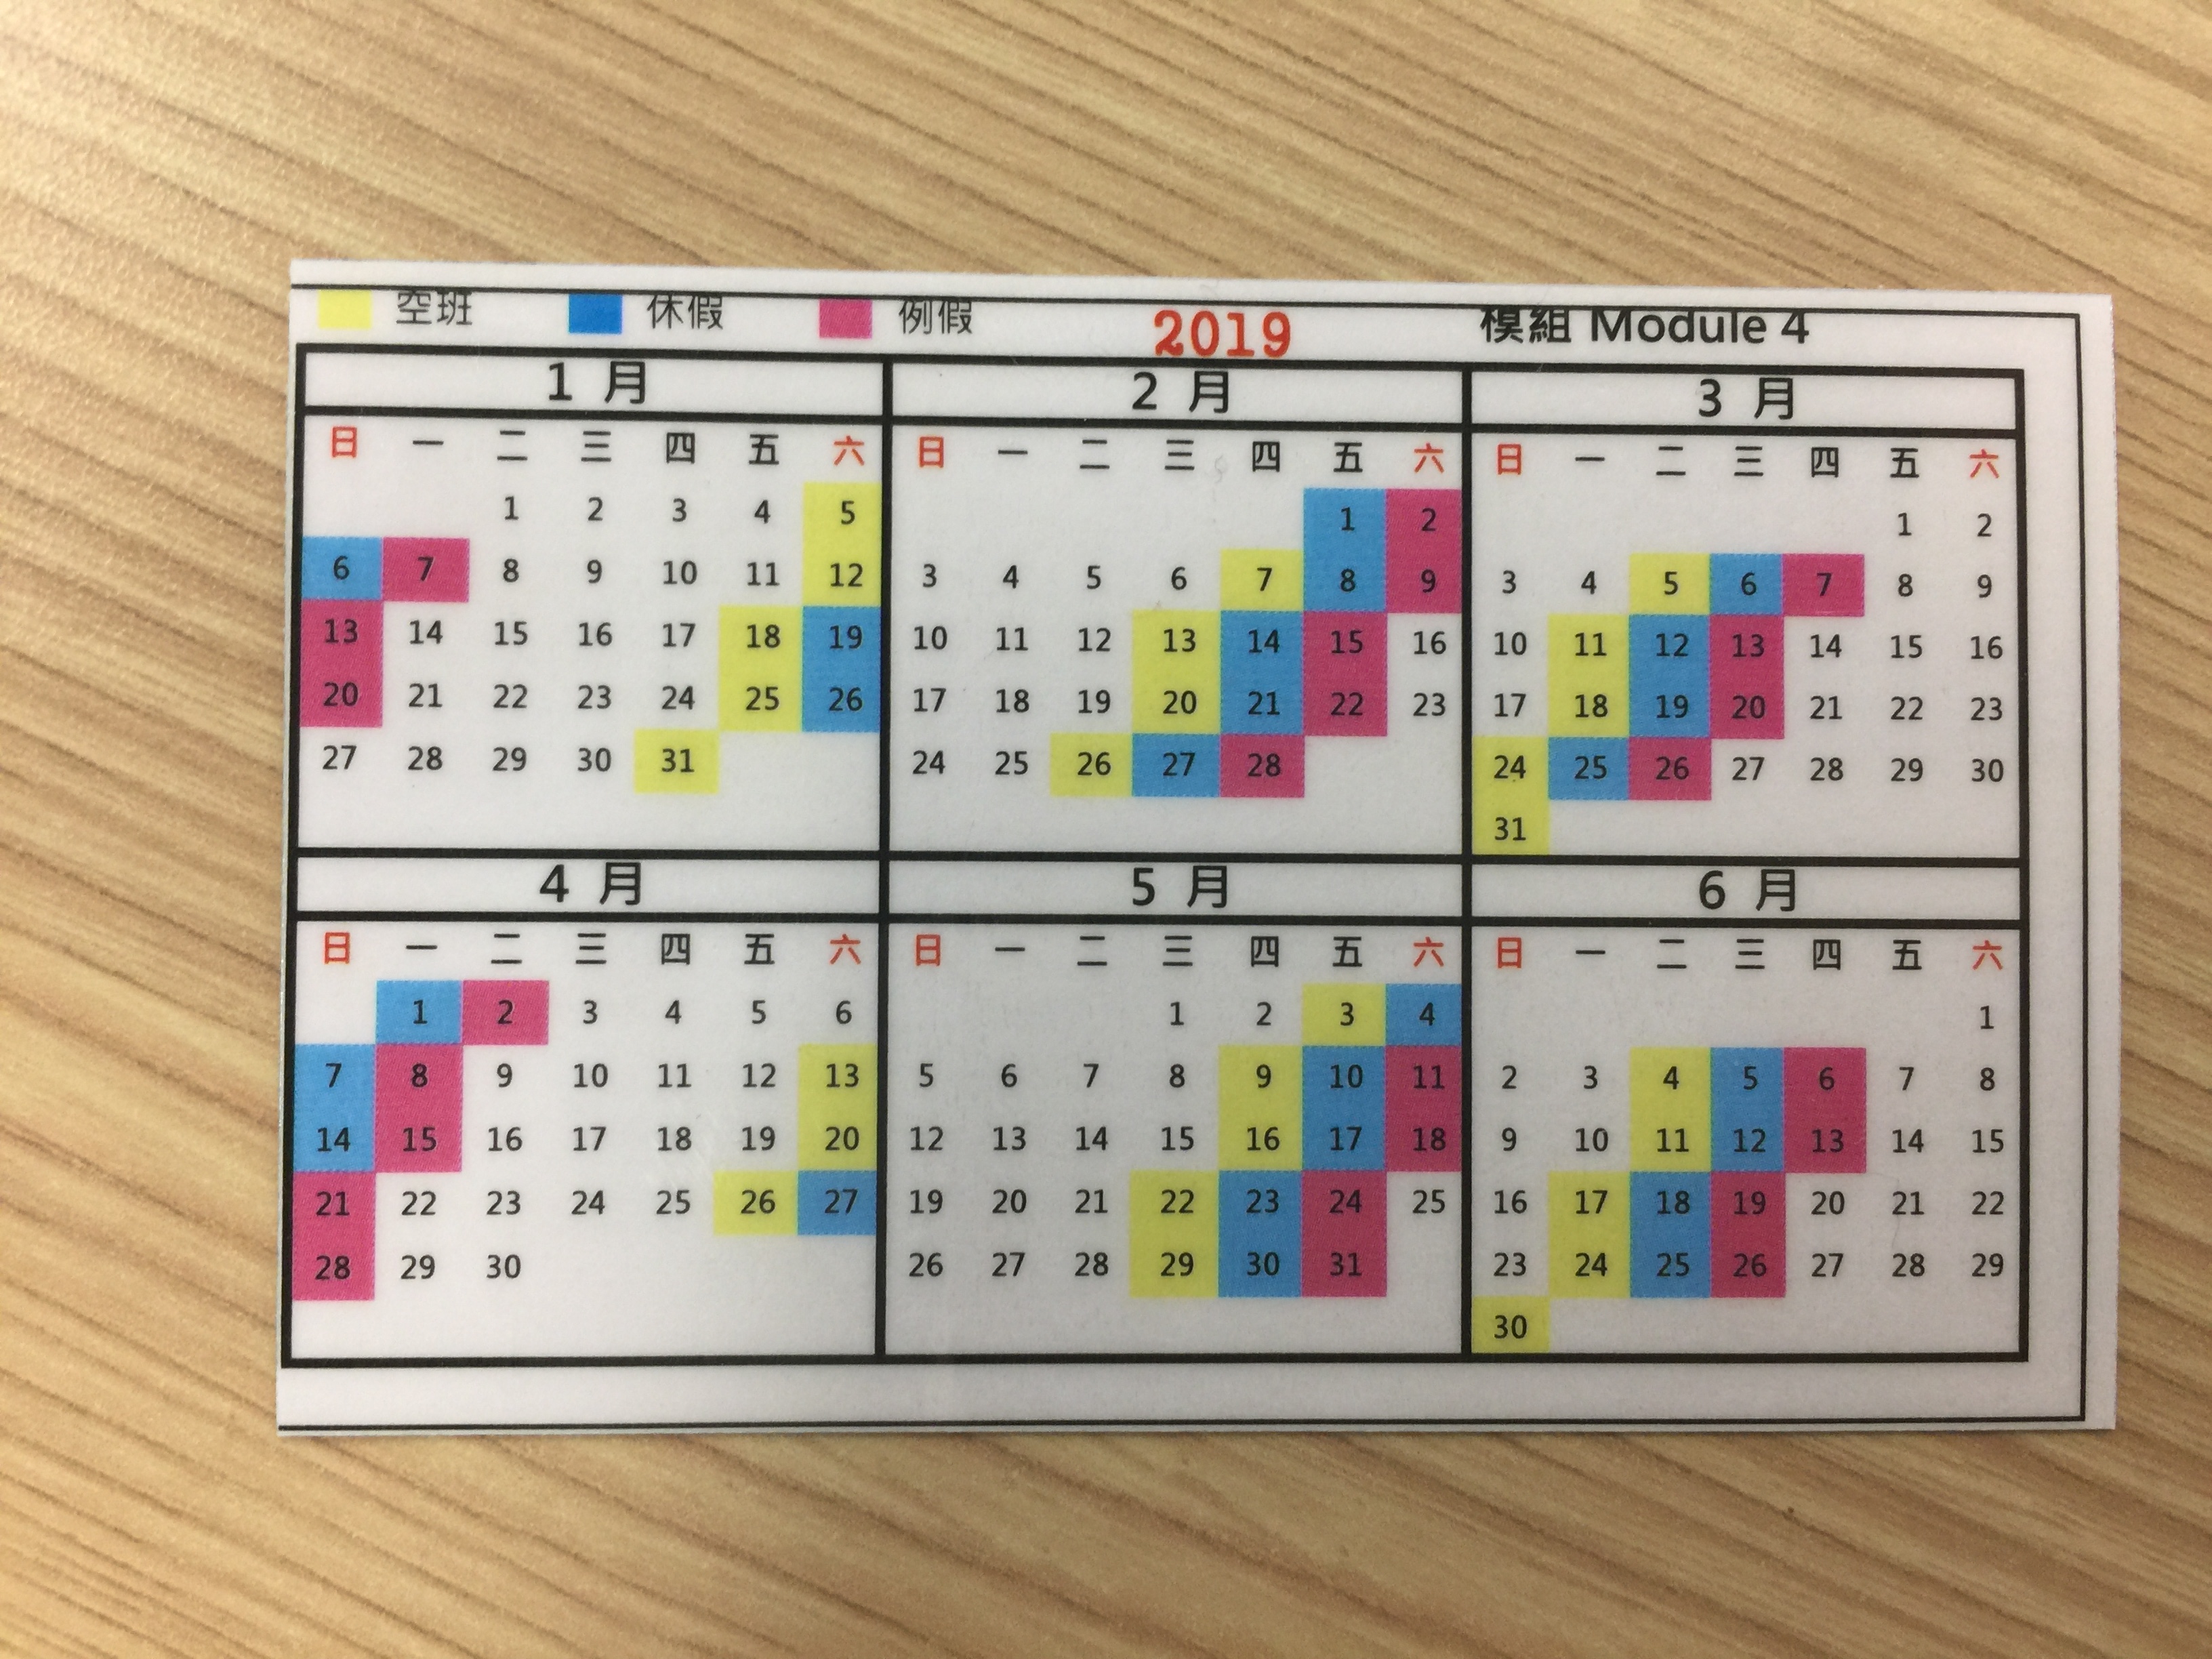 空班 休假 例假 2019 模組 Module 4
1 月
日 一 二 三 四 五 六
1 2 3 4 5
6 7 8 9 10 11 12
13 14 15 16 17 18 19
20 21 22 23 24 25 26
27 28 29 30 31
2 月
日 一 二 三 四 五 六
1 2
3 4 5 6 7 8 9
10 11 12 13 14 15 16
17 18 19 20 21 22 23
24 25 26 27 28
3 月
日 一 二 三 四 五 六
1 2
3 4 5 6 7 8 9
10 11 12 13 14 15 16
17 18 19 20 21 22 23
24 25 26 27 28 29 30
31
4 月
日 一 二 三 四 五 六
1 2 3 4 5 6
7 8 9 10 11 12 13
14 15 16 17 18 19 20
21 22 23 24 25 26 27
28 29 30
5 月
日 一 二 三 四 五 六
1 2 3 4
5 6 7 8 9 10 11
12 13 14 15 16 17 18
19 20 21 22 23 24 25
26 27 28 29 30 31
6 月
日 一 二 三 四 五 六
1
2 3 4 5 6 7 8
9 10 11 12 13 14 15
16 17 18 19 20 21 22
23 24 25 26 27 28 29
30